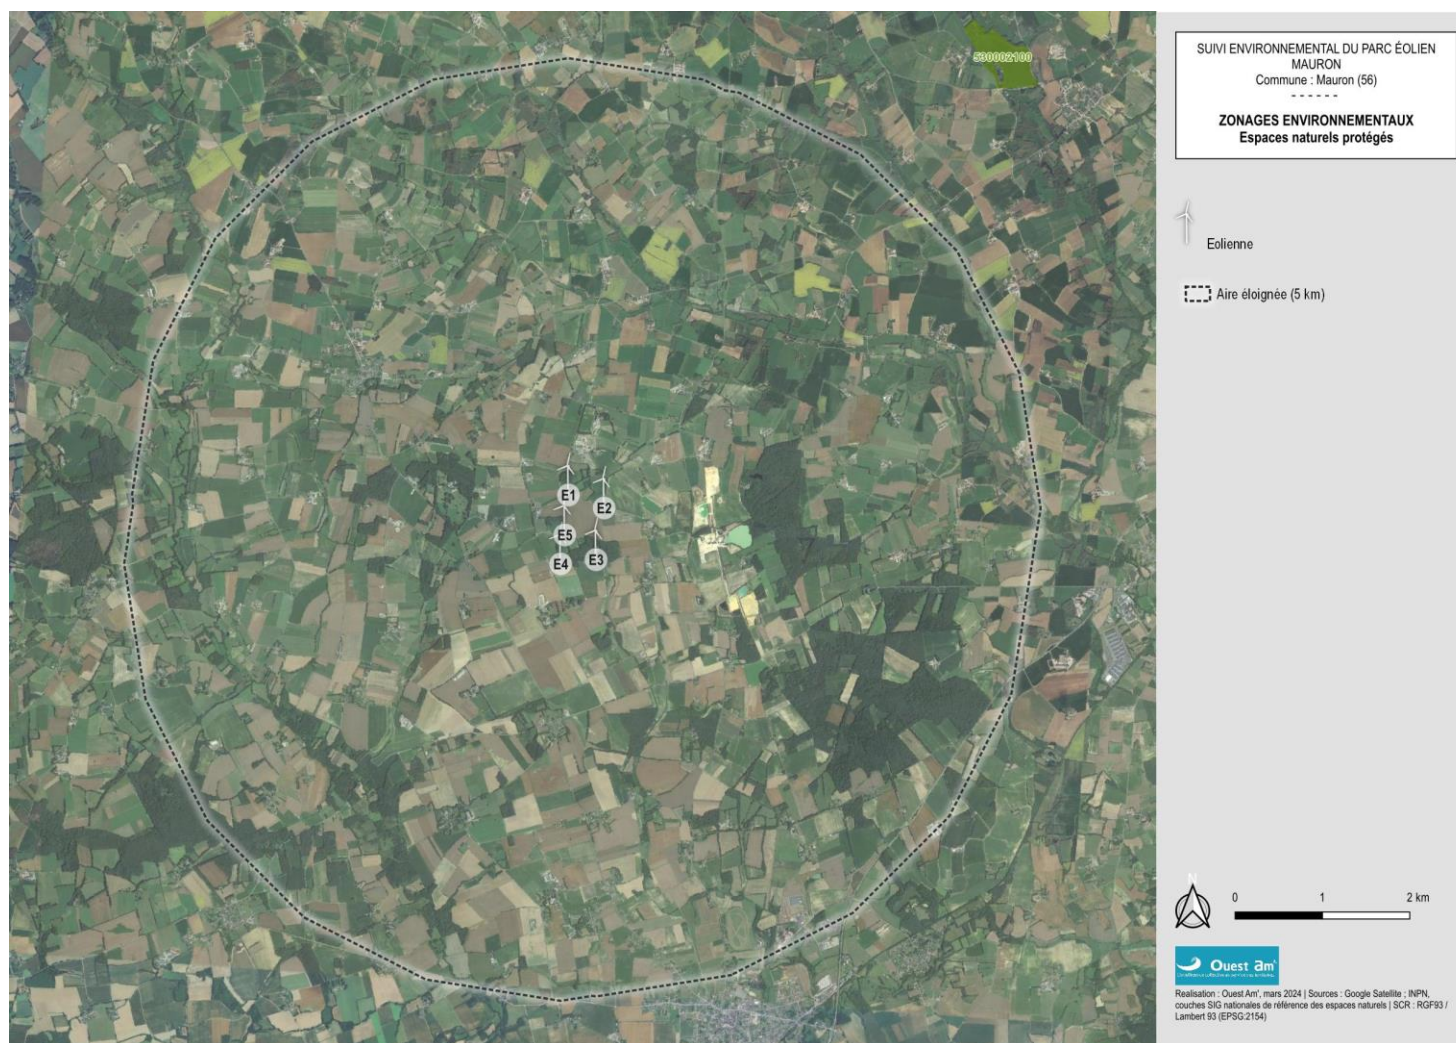 530002100
E1
E2
E5
E3
E4
SUIVI ENVIRONNEMENTAL DU PARC ÉOLIEN
MAURON
Commune : Mauron (56)
- - - - - -
ZONAGES ENVIRONNEMENTAUX
Espaces naturels protégés
Eolienne
Aire éloignée (5 km)
N
0 1 2 km
Ouest am'
Realisation : Ouest Am', mars 2024 | Sources : Google Satellite ; INPN,
couches SIG nationales de référence des espaces naturels | SCR : RGF93 /
Lambert 93 (EPSG:2154)